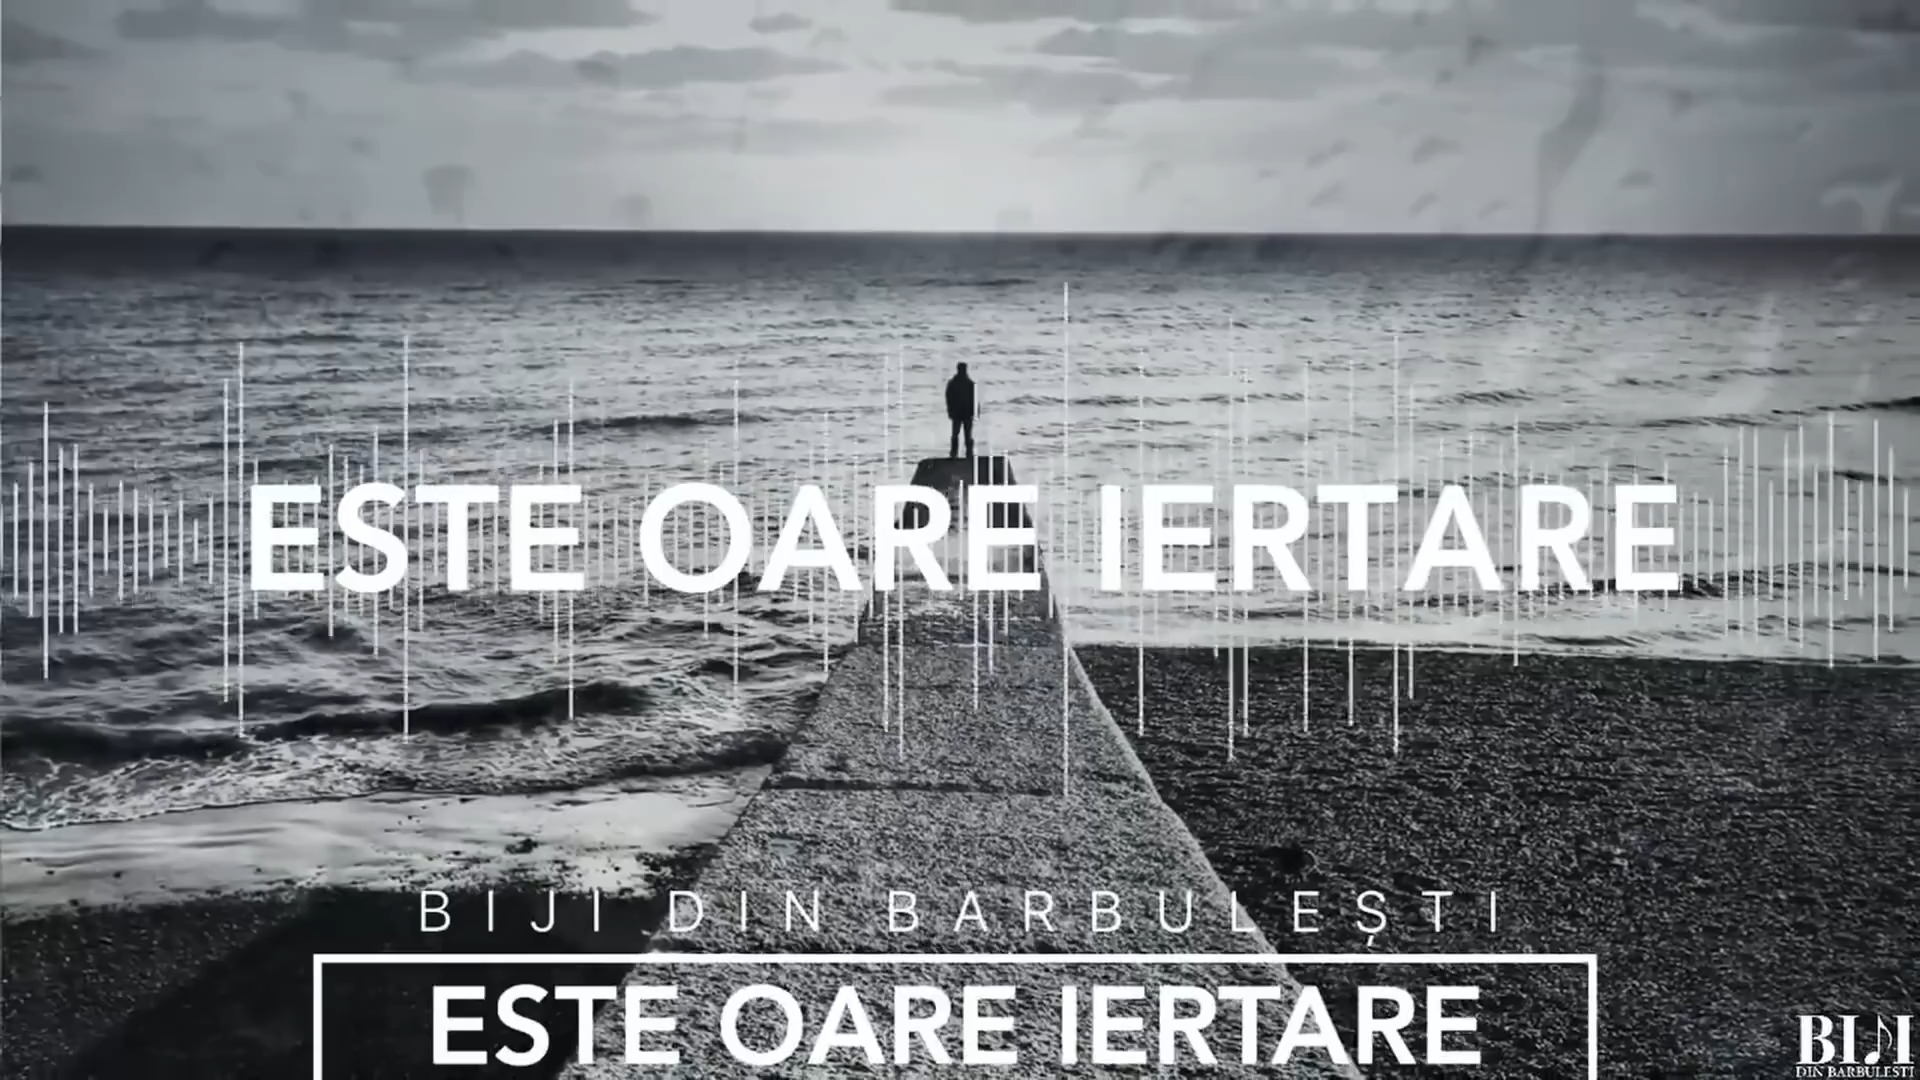 ESTE OARE IERTARE
BIJI DIN BARBULEȘTI
ESTE OARE IERTARE
BIJI
DIN BARBULESTI